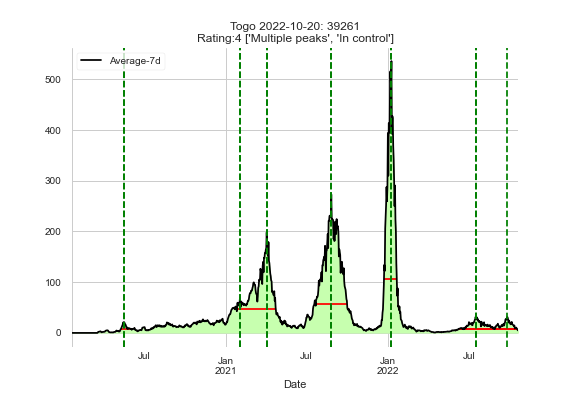 Togo 2022-10-20: 39261
Rating:4 ['Multiple peaks', 'In control']
Average-7d
500
400
300
200
100
0
Jul
Jan
2021
Jul
Jan
2022
Jul
Date